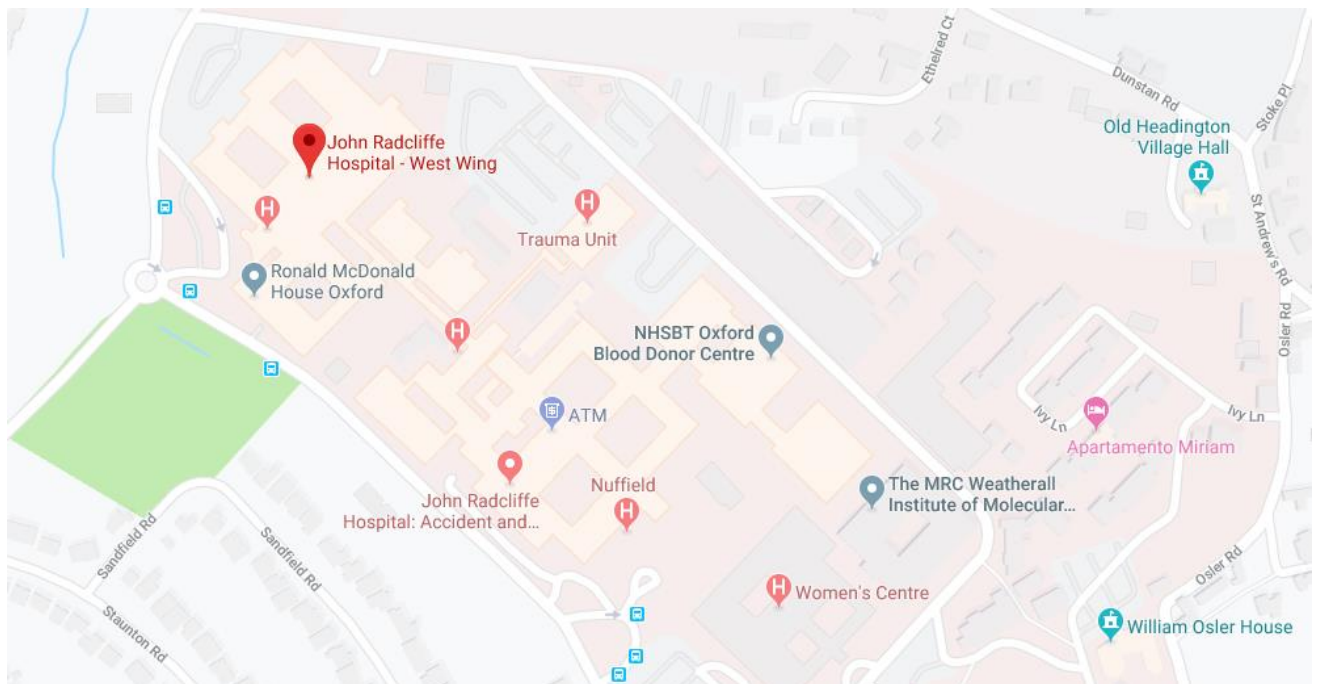 Ethelred Ct
Dunstan Rd
Stoke Pl
Old Headington
Village Hall
John Radcliffe
Hospital - West Wing
H
H
Trauma Unit
St Andrew's Rd
Ronald McDonald
House Oxford
Osler Rd
H
NHSBT Oxford
Blood Donor Centre
ATM
Ivy Ln
Ivy Ln
Apartamento Miriam
John Radcliffe
Hospital: Accident and...
Nuffield
H
The MRC Weatherall
Institute of Molecular...
Sandfield Rd
Sandfield Rd
Osler Rd
H
Women's Centre
Staunton Rd
William Osler House